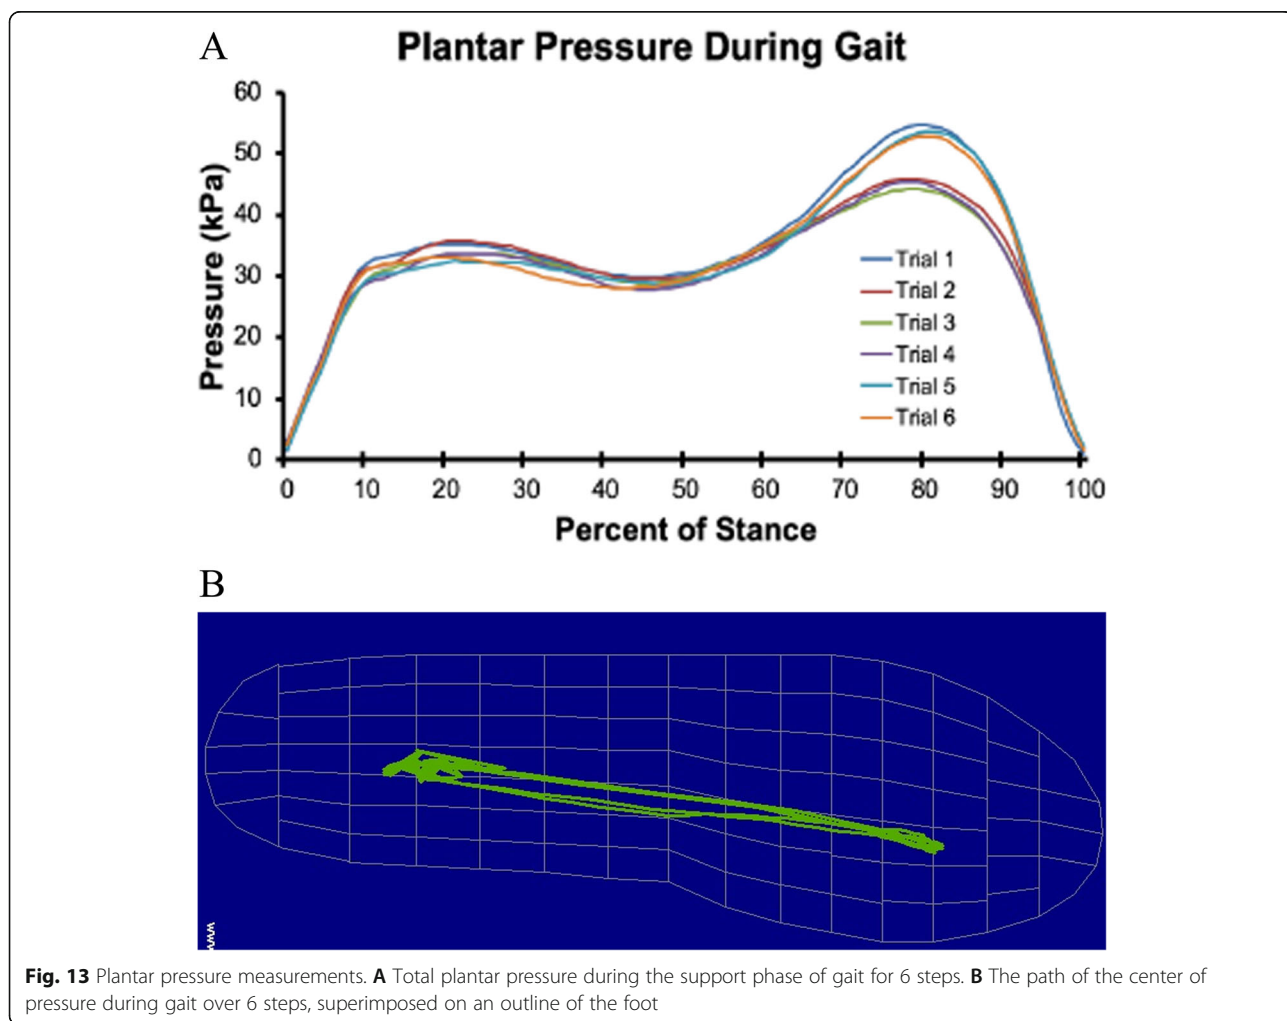 A
Plantar Pressure During Gait
60
50
40
30
20
10
0
Pressure (kPa)
Trial 1
Trial 2
Trial 3
Trial 4
Trial 5
Trial 6
0 10 20 30 40 50 60 70 80 90 100
Percent of Stance
B
Fig. 13 Plantar pressure measurements. A Total plantar pressure during the support phase of gait for 6 steps. B The path of the center of
pressure during gait over 6 steps, superimposed on an outline of the foot